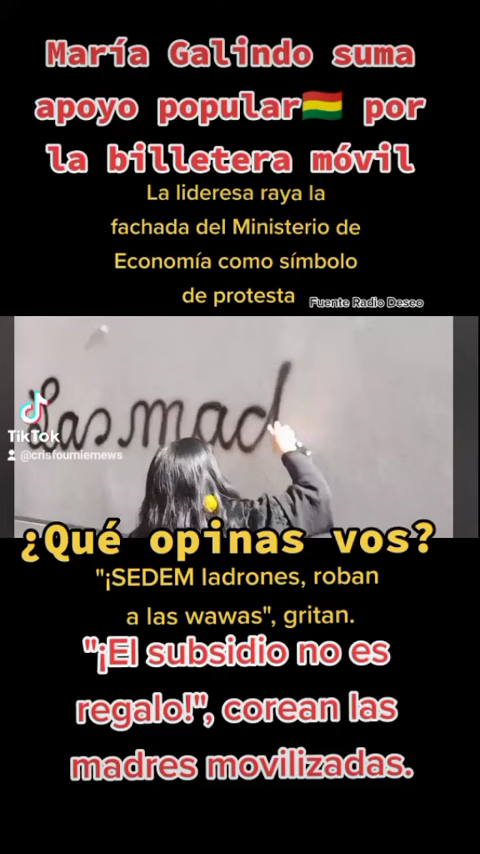 María Galindo suma
apoyo popular🇧🇴 por
la billetera móvil
La lideresa raya la
fachada del Ministerio de
Economía como símbolo
de protesta
Fuente Radio Deseo
Las mad
TikTok
@crisfourniernews
¿Qué opinas vos?
"¡SEDEM ladrones, roban
a las wawas", gritan.
"¡El subsidio no es
regalo!", corean las
madres movilizadas.